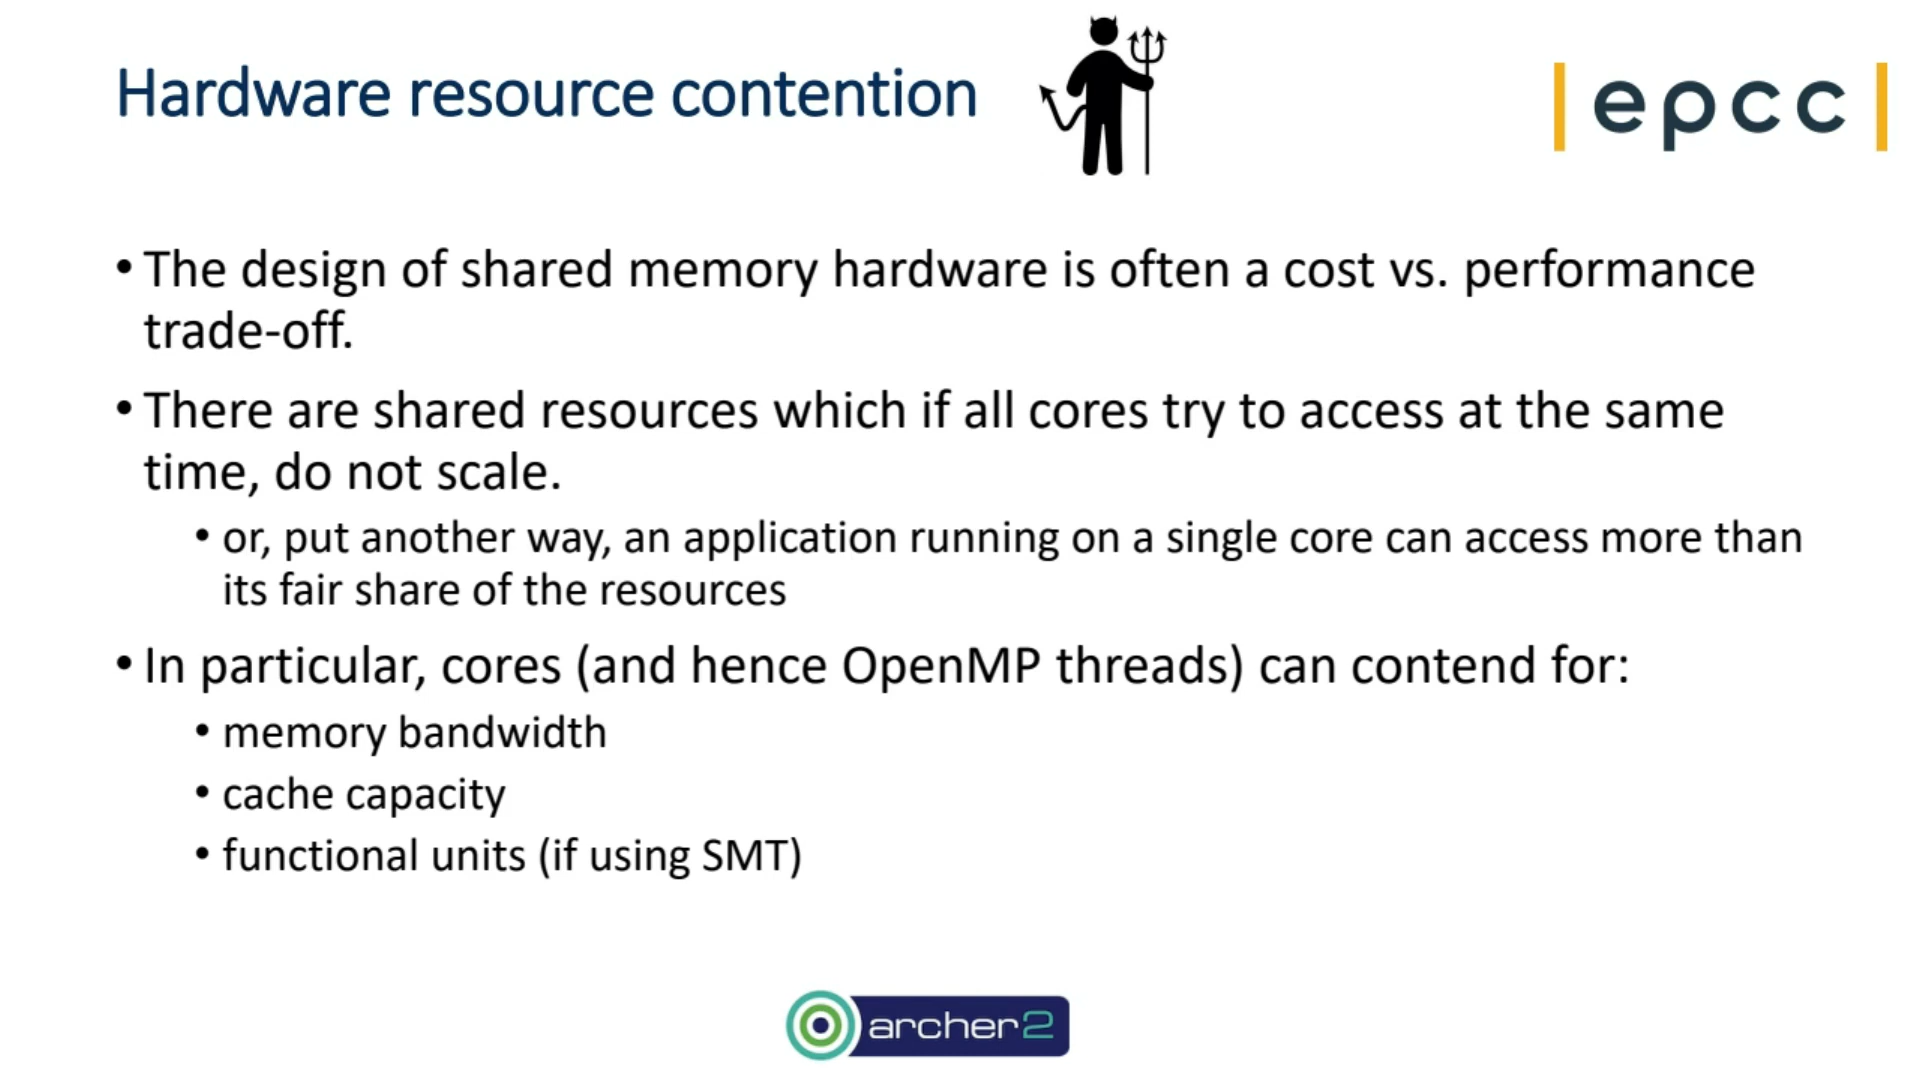 Hardware resource contention
|epcc|
• The design of shared memory hardware is often a cost vs. performance
trade-off.
• There are shared resources which if all cores try to access at the same
time, do not scale.
• or, put another way, an application running on a single core can access more than
its fair share of the resources
• In particular, cores (and hence OpenMP threads) can contend for:
• memory bandwidth
• cache capacity
• functional units (if using SMT)
archer2